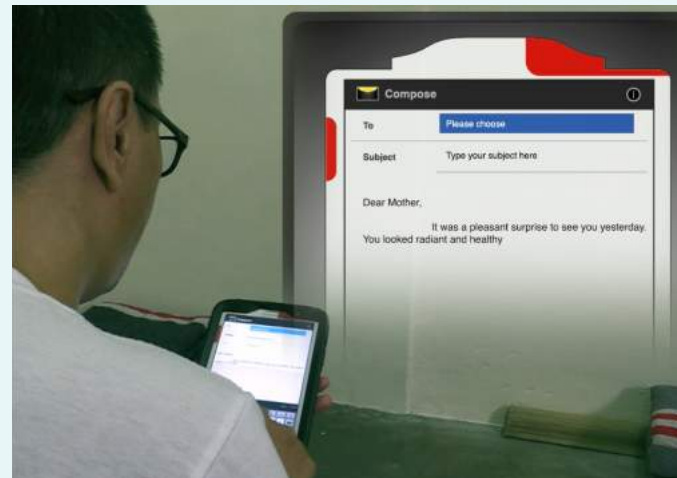 Compose
To Please choose
Subject Type your subject here
Dear Mother,
It was a pleasant surprise to see you yesterday.
You looked radiant and healthy